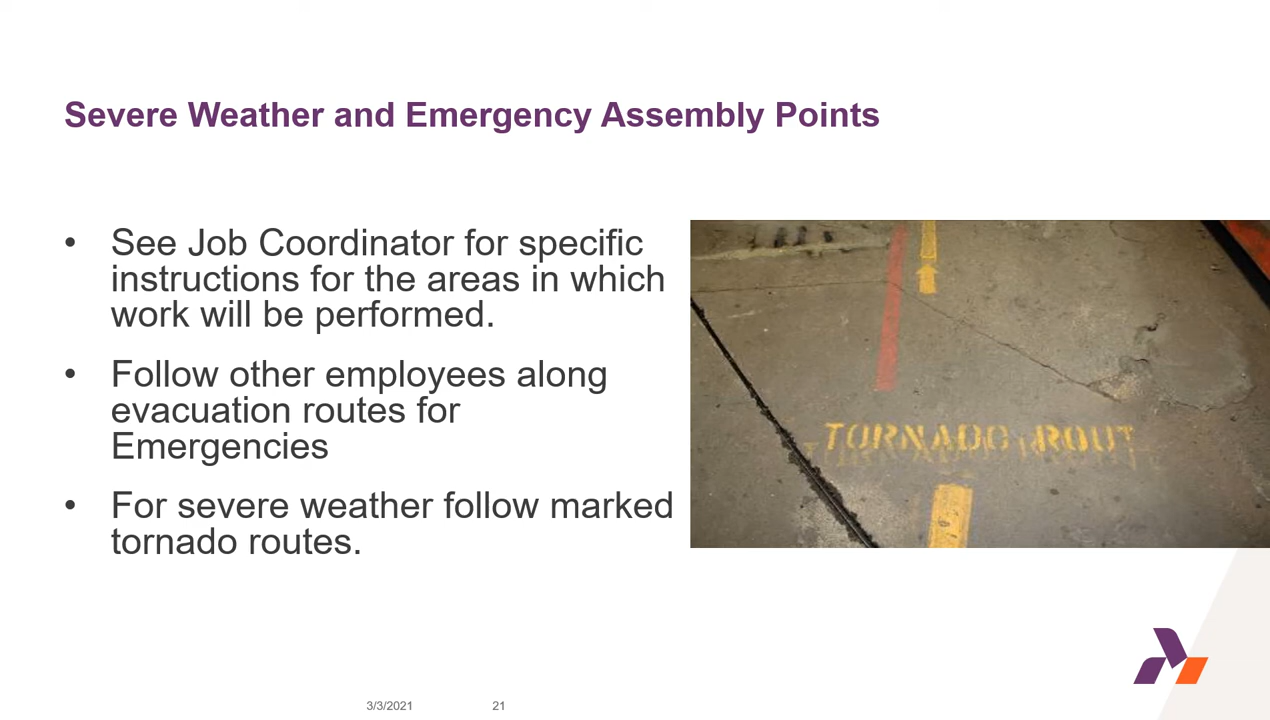 Severe Weather and Emergency Assembly Points
• See Job Coordinator for specific
instructions for the areas in which
work will be performed.
• Follow other employees along
evacuation routes for
Emergencies
• For severe weather follow marked
tornado routes.
TORNADO ROUT
3/3/2021 21